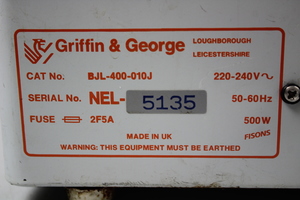 Griffin & George
LOUGHBOROUGH
LEICESTERSHIRE
CAT No. BJL-400-010J 220-240V~
SERIAL No. NEL-5135 50-60Hz
FUSE 2F5A 500W
FISONS
MADE IN UK
WARNING: THIS EQUIPMENT MUST BE EARTHED